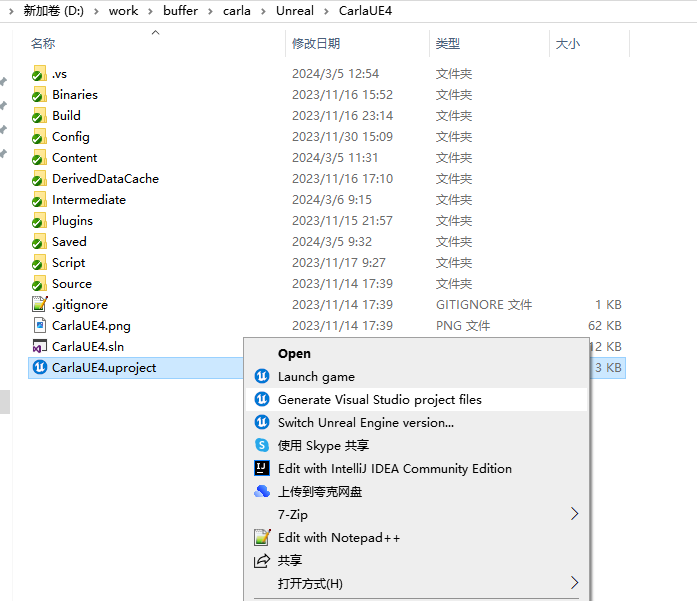 新加卷 (D:) › work › buffer › carla › Unreal › CarlaUE4
名称 修改日期 类型 大小
.vs 2024/3/5 12:54 文件夹
Binaries 2023/11/16 15:52 文件夹
Build 2023/11/16 23:14 文件夹
Config 2023/11/30 15:09 文件夹
Content 2024/3/5 11:31 文件夹
DerivedDataCache 2023/11/16 17:10 文件夹
Intermediate 2024/3/6 9:15 文件夹
Plugins 2023/11/15 21:57 文件夹
Saved 2024/3/5 9:32 文件夹
Script 2023/11/17 9:27 文件夹
Source 2023/11/14 17:39 文件夹
.gitignore 2023/11/14 17:39 GITIGNORE 文件 1 KB
CarlaUE4.png 2023/11/14 17:39 PNG 文件 62 KB
CarlaUE4.sln 12 KB
CarlaUE4.uproject 3 KB
Open
Launch game
Generate Visual Studio project files
Switch Unreal Engine version...
使用 Skype 共享
Edit with IntelliJ IDEA Community Edition
上传到夸克网盘
7-Zip
Edit with Notepad++
共享
打开方式(H)